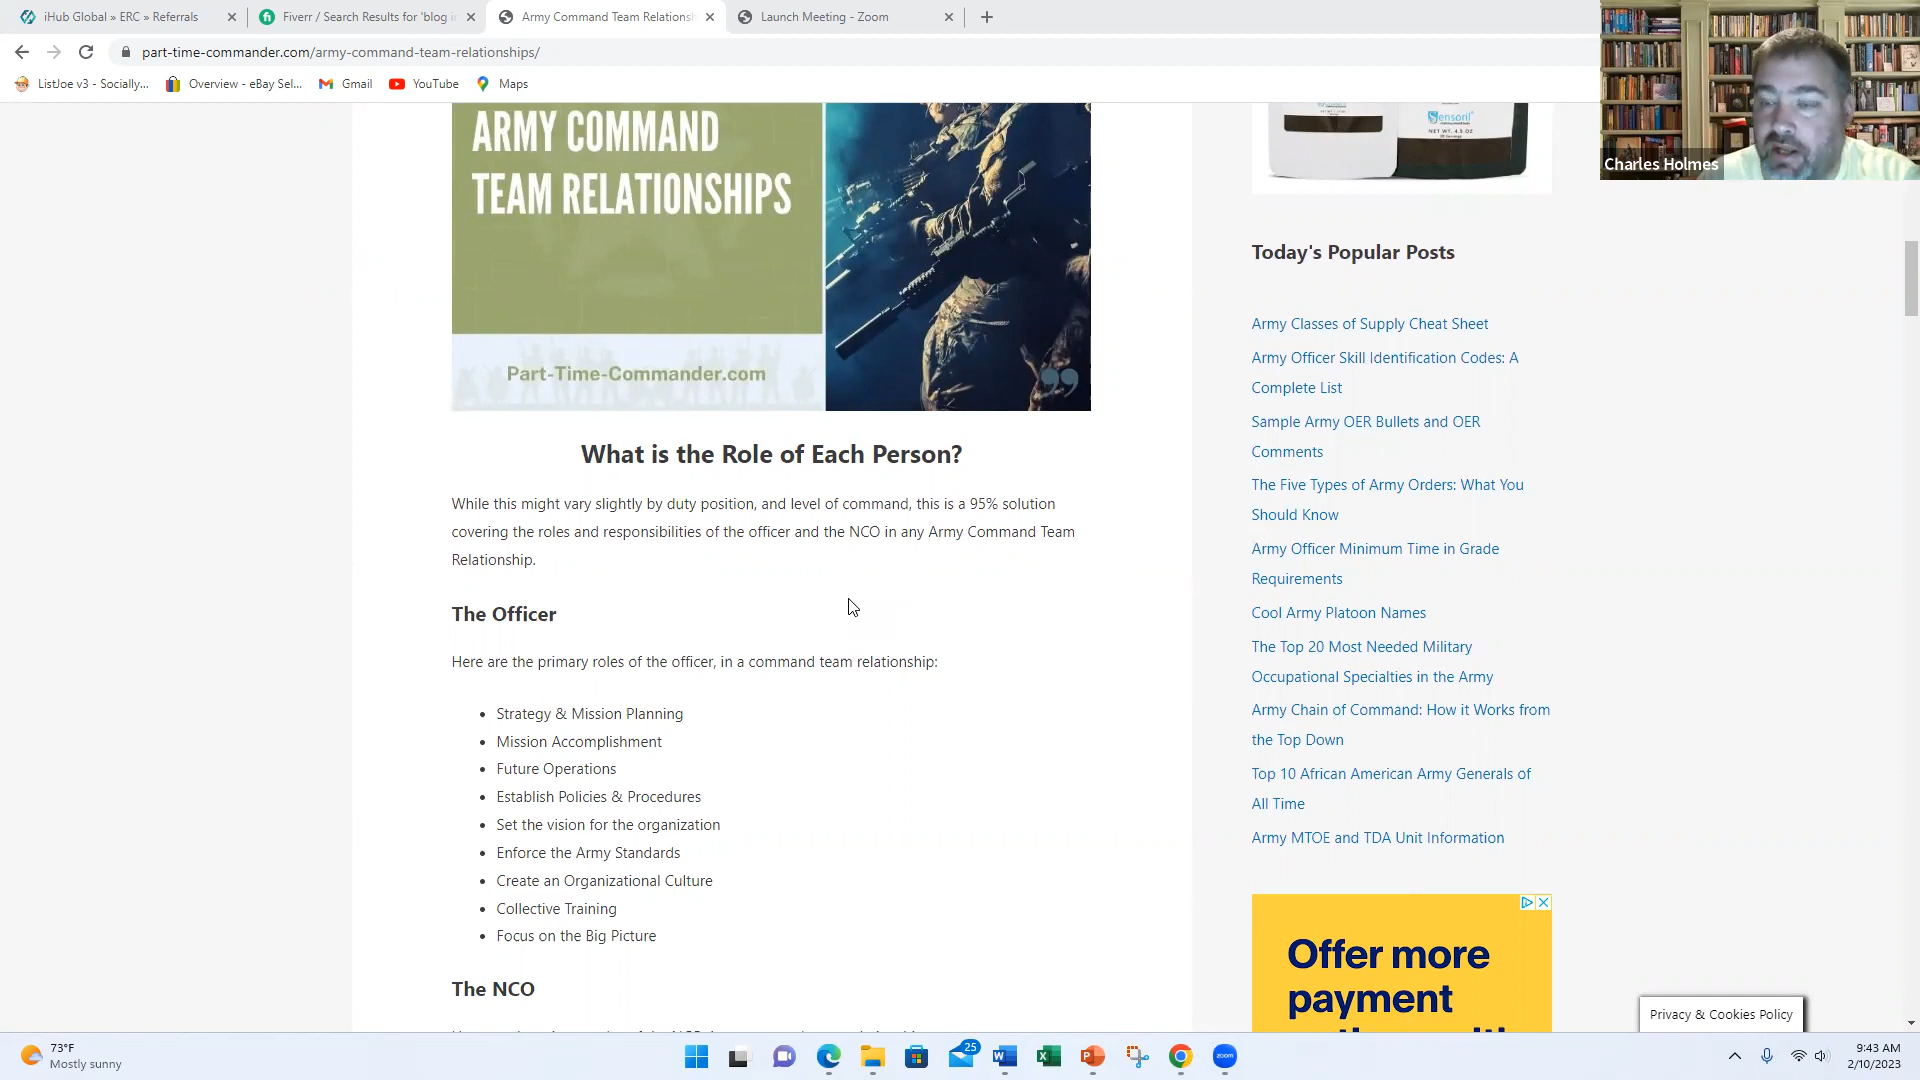 iHub Global » ERC » Referrals
Fiverr / Search Results for 'blog in
Army Command Team Relationsh
Launch Meeting - Zoom
part-time-commander.com/army-command-team-relationships/
ListJoe v3 - Socially...
Overview - eBay Sel...
Gmail
YouTube
Maps
Charles Holmes
ARMY COMMAND
TEAM RELATIONSHIPS
Part-Time-Commander.com
What is the Role of Each Person?
While this might vary slightly by duty position, and level of command, this is a 95% solution
covering the roles and responsibilities of the officer and the NCO in any Army Command Team
Relationship.
The Officer
Here are the primary roles of the officer, in a command team relationship:
• Strategy & Mission Planning
• Mission Accomplishment
• Future Operations
• Establish Policies & Procedures
• Set the vision for the organization
• Enforce the Army Standards
• Create an Organizational Culture
• Collective Training
• Focus on the Big Picture
The NCO
Sensoril
NET WT. 4.5 OZ
Today's Popular Posts
Army Classes of Supply Cheat Sheet
Army Officer Skill Identification Codes: A
Complete List
Sample Army OER Bullets and OER
Comments
The Five Types of Army Orders: What You
Should Know
Army Officer Minimum Time in Grade
Requirements
Cool Army Platoon Names
The Top 20 Most Needed Military
Occupational Specialties in the Army
Army Chain of Command: How it Works from
the Top Down
Top 10 African American Army Generals of
All Time
Army MTOE and TDA Unit Information
Offer more
payment
Privacy & Cookies Policy
73°F
Mostly sunny
25
zoom
9:43 AM
2/10/2023